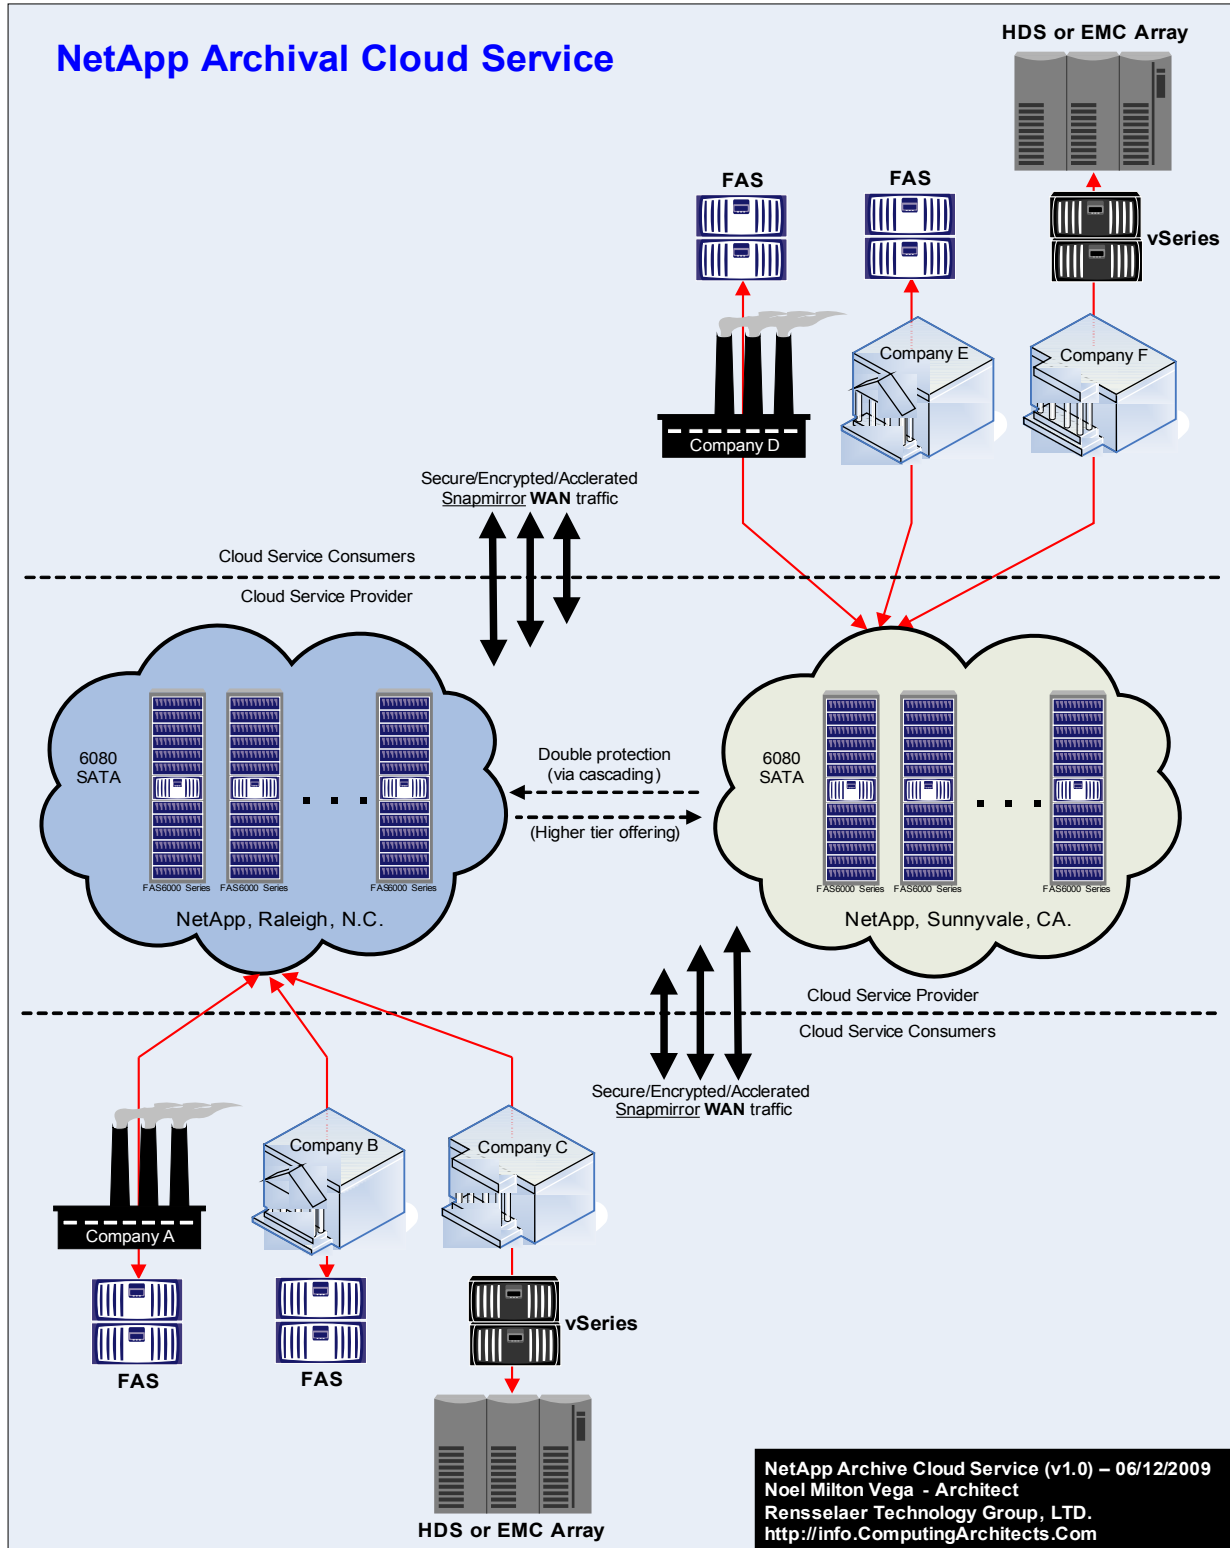 NetApp Archival Cloud Service
HDS or EMC Array
FAS
FAS
vSeries
Company D
Company E
Company F
Secure/Encrypted/Acclerated
Snapmirror WAN traffic
Cloud Service Consumers
Cloud Service Provider
6080
SATA
FAS6000 Series
FAS6000 Series
FAS6000 Series
NetApp, Raleigh, N.C.
Double protection
(via cascading)
(Higher tier offering)
6080
SATA
FAS6000 Series
FAS6000 Series
FAS6000 Series
NetApp, Sunnyvale, CA.
Cloud Service Provider
Cloud Service Consumers
Secure/Encrypted/Acclerated
Snapmirror WAN traffic
Company A
Company B
Company C
FAS
FAS
vSeries
HDS or EMC Array
NetApp Archive Cloud Service (v1.0) – 06/12/2009
Noel Milton Vega - Architect
Rensselaer Technology Group, LTD.
http://info.ComputingArchitects.Com